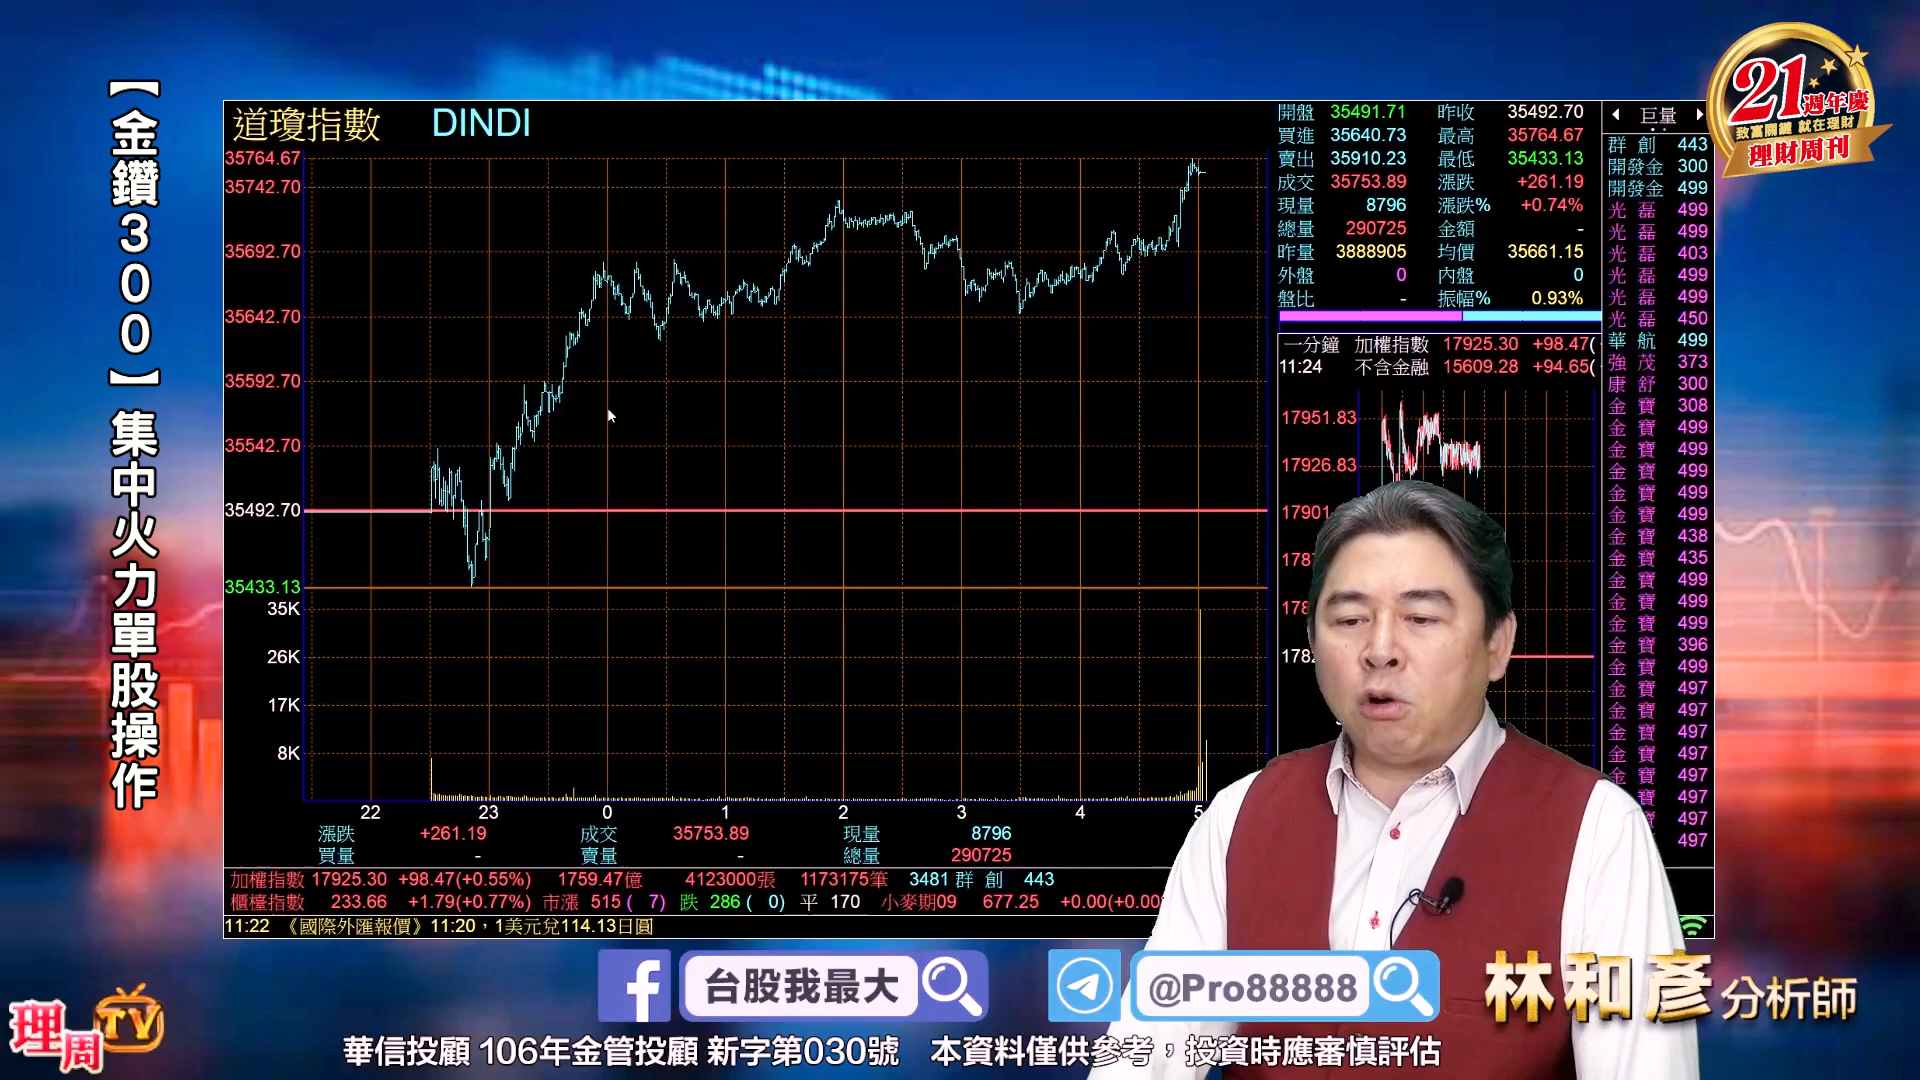 【金鑽300】集中火力單股操作
21週年慶
致富關鍵 就在理財
理財周刊
道瓊指數 DINDI
35764.67
35742.70
35692.70
35642.70
35592.70
35542.70
35492.70
35433.13
35K
26K
17K
8K
22 23 0 1 2 3 4 5
漲跌 +261.19 成交 35753.89 現量 8796
買量 - 賣量 - 總量 290725
開盤 35491.71 昨收 35492.70
買進 35640.73 最高 35764.67
賣出 35910.23 最低 35433.13
成交 35753.89 漲跌 +261.19
現量 8796 漲跌% +0.74%
總量 290725 金額 -
昨量 3888905 均價 35661.15
外盤 0 內盤 0
盤比 - 振幅% 0.93%
一分鐘 加權指數 17925.30 +98.47(
11:24 不含金融 15609.28 +94.65(
17951.83
17926.83
17901
巨量
群創 443
開發金 300
開發金 499
光磊 499
光磊 499
光磊 403
光磊 499
光磊 499
光磊 450
華航 499
強茂 373
康舒 300
金寶 308
金寶 499
金寶 499
金寶 499
金寶 499
金寶 499
金寶 438
金寶 435
金寶 499
金寶 499
金寶 499
金寶 396
金寶 499
金寶 497
金寶 497
金寶 497
金寶 497
金寶 497
寶 497
497
497
加權指數 17925.30 +98.47(+0.55%) 1759.47億 4123000張 1173175筆 3481 群創 443
櫃檯指數 233.66 +1.79(+0.77%) 市漲 515 ( 7) 跌 286 ( 0) 平 170 小麥期09 677.25 +0.00(+0.00
11:22 《國際外匯報價》11:20，1美元兌114.13日圓
台股我最大
@Pro88888
林和彥 分析師
理周TV
華信投顧 106年金管投顧 新字第030號 本資料僅供參考，投資時應審慎評估